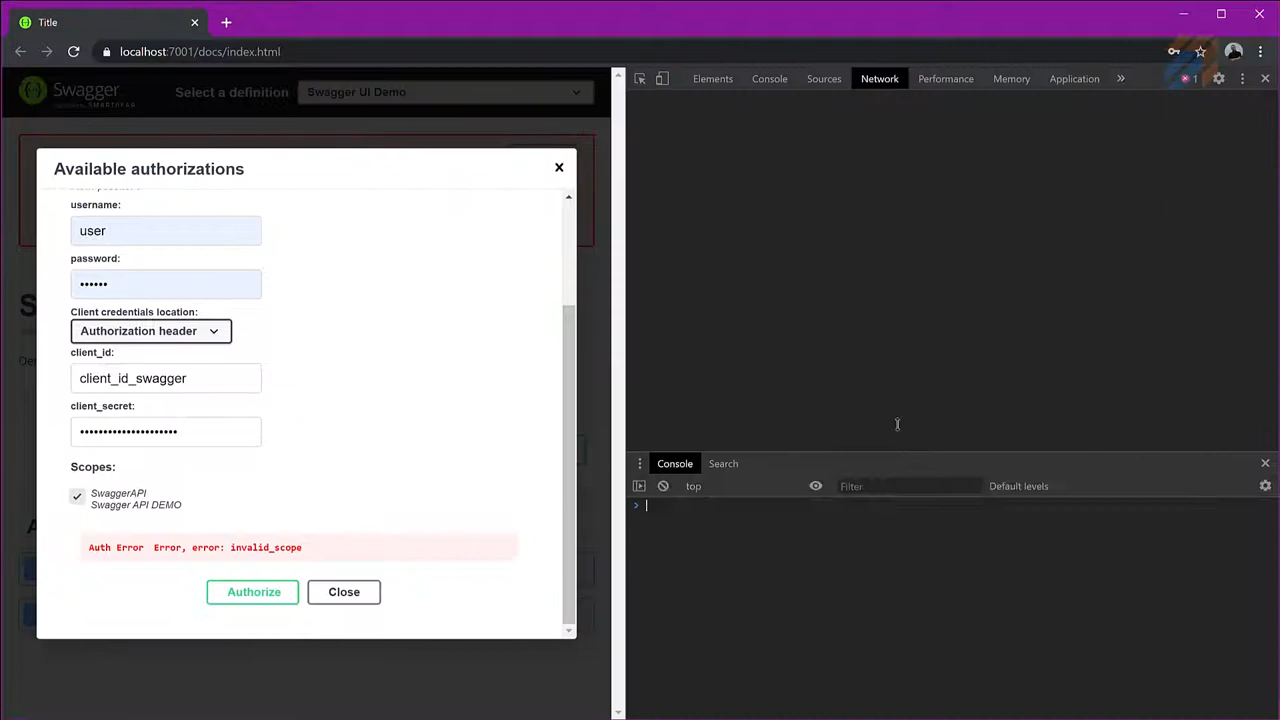 Title
localhost:7001/docs/index.html
Swagger
Select a definition
Swagger UI Demo
Elements
Console
Sources
Network
Performance
Memory
Application
1
Available authorizations
username:
user
password:
••••••
Client credentials location:
Authorization header
client_id:
client_id_swagger
client_secret:
•••••••••••••••••••••
Scopes:
SwaggerAPI
Swagger API DEMO
Auth Error Error, error: invalid_scope
Authorize
Close
Console
Search
top
Filter
Default levels